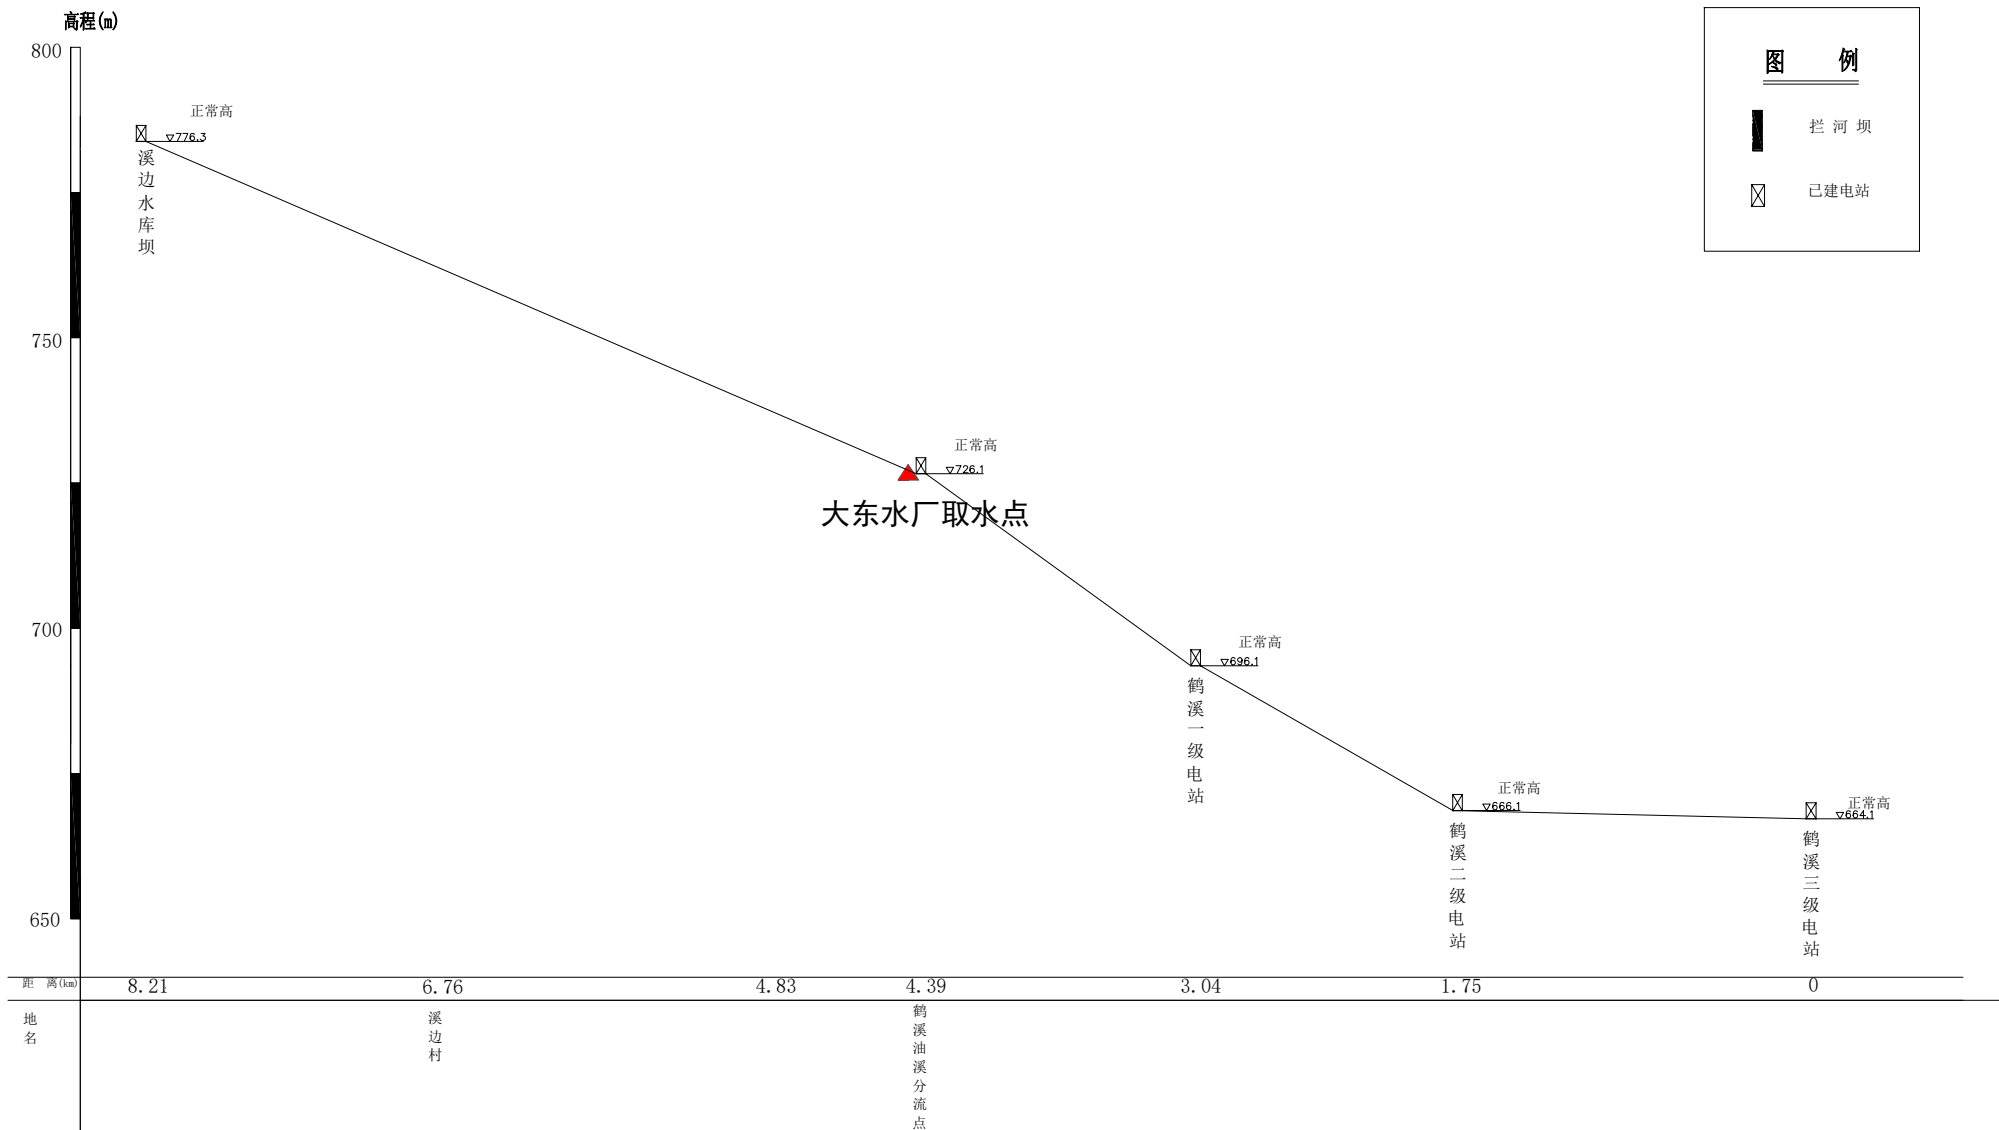 高程(m)
800
750
700
650
图 例
拦 河 坝
已建电站
正常高
776.3
溪边水库坝
正常高
726.1
大东水厂取水点
正常高
696.1
鹤溪一级电站
正常高
666.1
鹤溪二级电站
正常高
664.1
鹤溪三级电站
距 离(km) 8.21 6.76 4.83 4.39 3.04 1.75 0
地名
溪边村
鹤溪油溪分流点